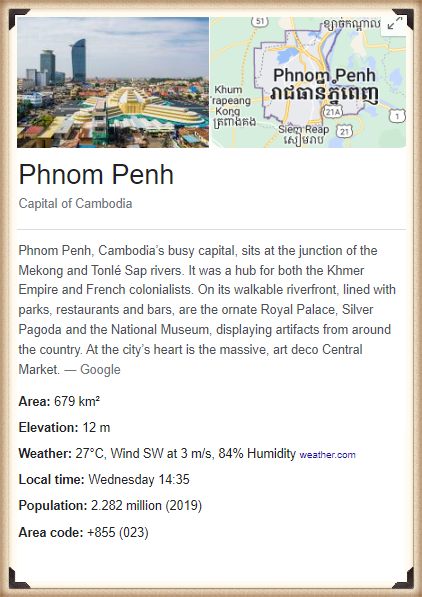 51
ខ្សាច់កណ្ដាល
Phnom Penh
រាជធានីភ្នំពេញ
Khum
Trapeang
Kong
ត្រពាំងគង់
21A
1
Siem Reap
សៀមរាប
21
Phnom Penh
Capital of Cambodia
Phnom Penh, Cambodia's busy capital, sits at the junction of the
Mekong and Tonlé Sap rivers. It was a hub for both the Khmer
Empire and French colonialists. On its walkable riverfront, lined with
parks, restaurants and bars, are the ornate Royal Palace, Silver
Pagoda and the National Museum, displaying artifacts from around
the country. At the city's heart is the massive, art deco Central
Market. — Google
Area: 679 km²
Elevation: 12 m
Weather: 27°C, Wind SW at 3 m/s, 84% Humidity weather.com
Local time: Wednesday 14:35
Population: 2.282 million (2019)
Area code: +855 (023)